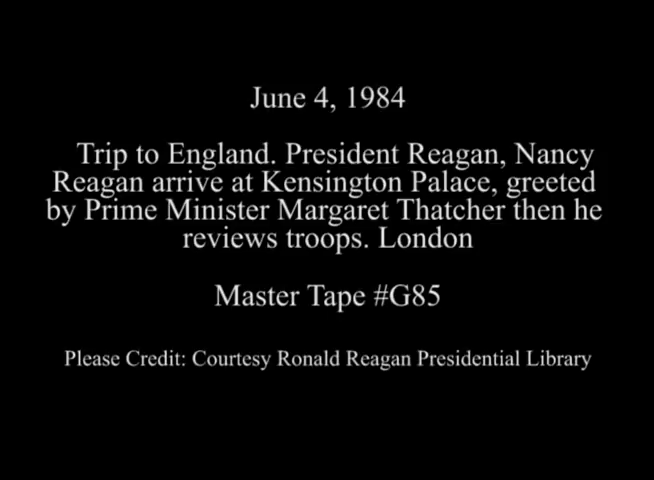 June 4, 1984
Trip to England. President Reagan, Nancy
Reagan arrive at Kensington Palace, greeted
by Prime Minister Margaret Thatcher then he
reviews troops. London
Master Tape #G85
Please Credit: Courtesy Ronald Reagan Presidential Library